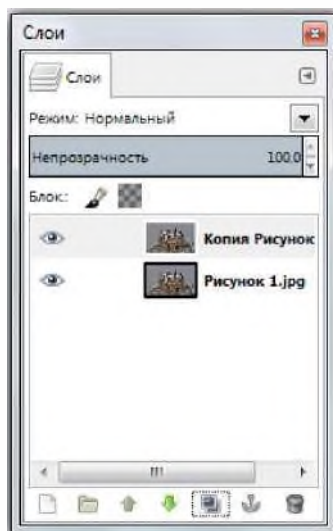 Слои
Слои
Режим: Нормальный
Непрозрачность 100.0
Блок:
Копия Рисунок
Рисунок 1.jpg